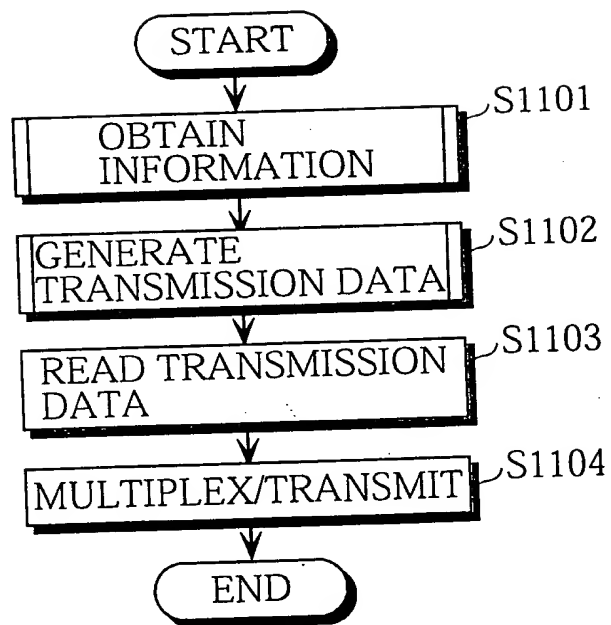 START
S1101
OBTAIN
INFORMATION
S1102
GENERATE
TRANSMISSION DATA
S1103
READ TRANSMISSION
DATA
S1104
MULTIPLEX/TRANSMIT
END